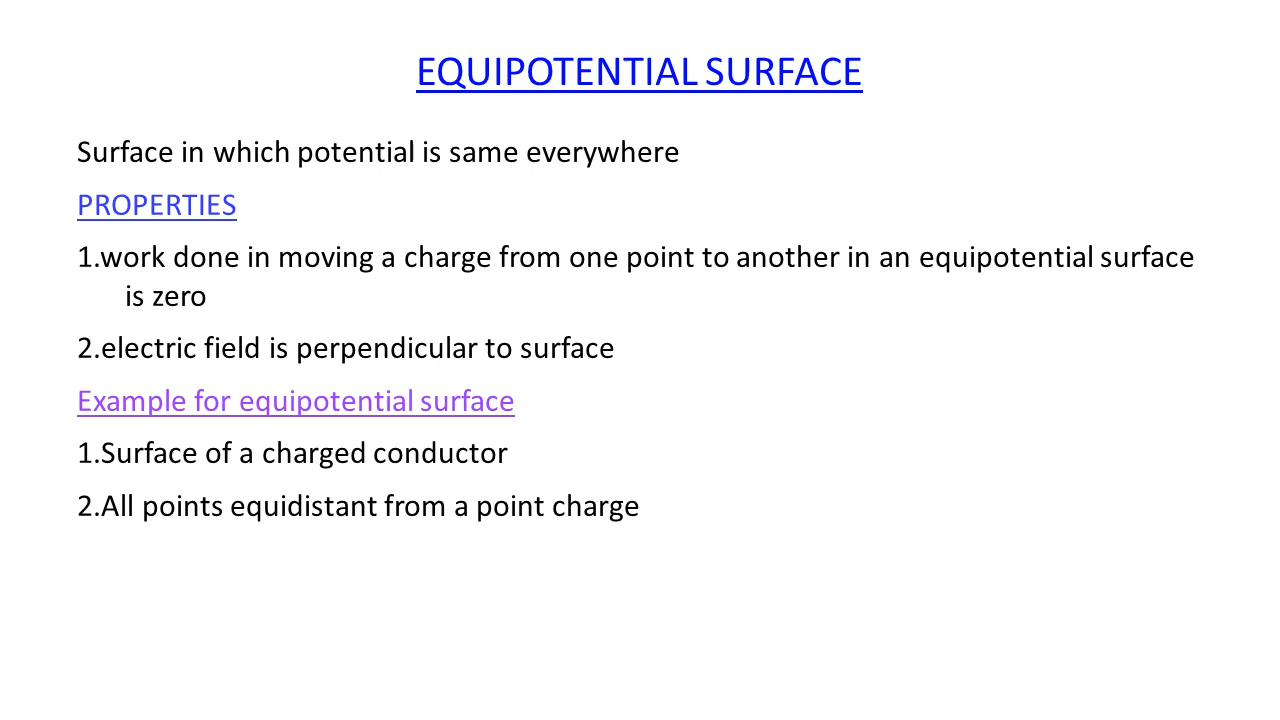 EQUIPOTENTIAL SURFACE
Surface in which potential is same everywhere
PROPERTIES
1.work done in moving a charge from one point to another in an equipotential surface
is zero
2.electric field is perpendicular to surface
Example for equipotential surface
1.Surface of a charged conductor
2.All points equidistant from a point charge